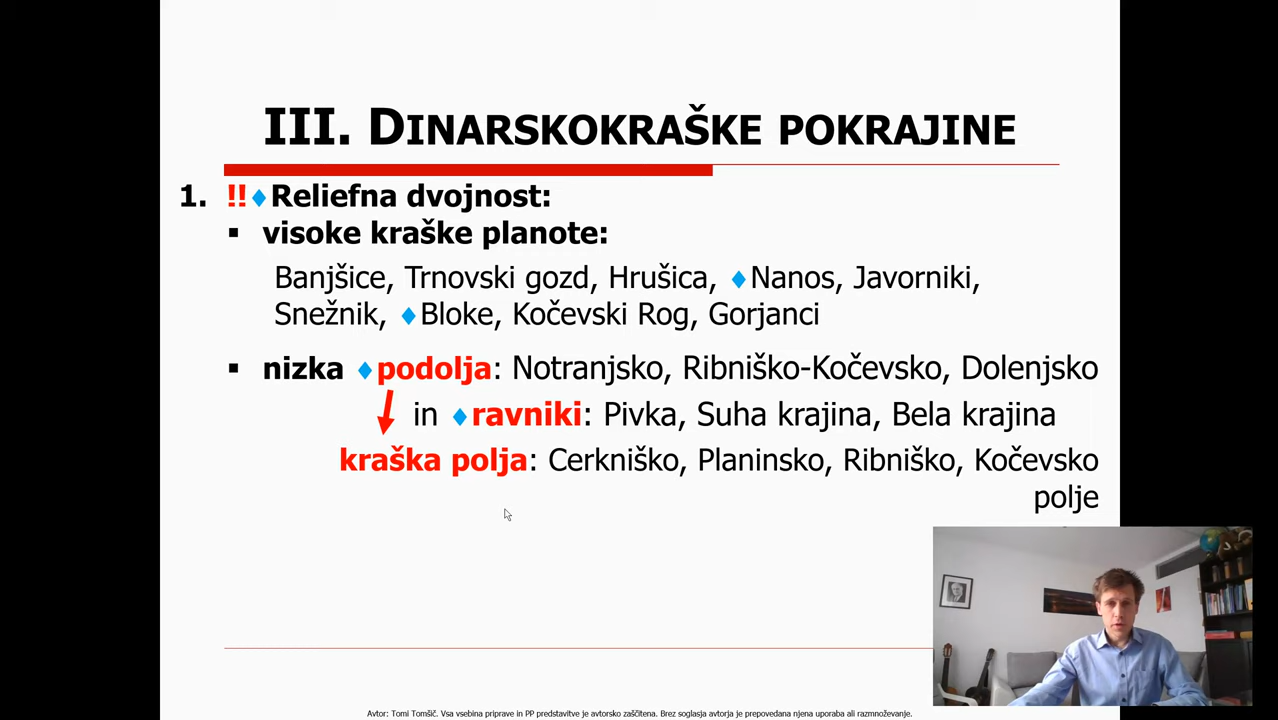 III. DINARSKOKRAŠKE POKRAJINE
1. !!♦Reliefna dvojnost:
▪ visoke kraške planote:
Banjšice, Trnovski gozd, Hrušica, ♦Nanos, Javorniki,
Snežnik, ♦Bloke, Kočevski Rog, Gorjanci
▪ nizka ♦podolja: Notranjsko, Ribniško-Kočevsko, Dolenjsko
in ♦ravniki: Pivka, Suha krajina, Bela krajina
kraška polja: Cerkniško, Planinsko, Ribniško, Kočevsko
polje
Avtor: Tomi Tomšič. Vsa vsebina priprave in PP predstavitve je avtorsko zaščitena. Brez soglasja avtorja je prepovedana njena uporaba ali razmnoževanje.